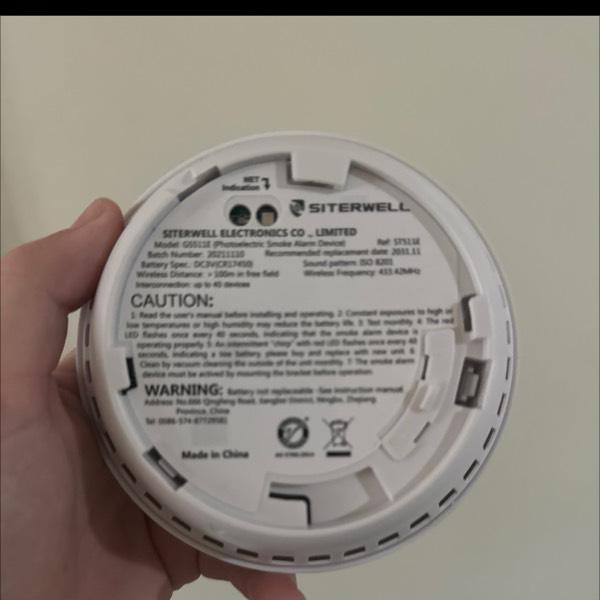 NET
Indication
SITERWELL
SITERWELL ELECTRONICS CO ., LIMITED
Model: GS511E (Photoelectric Smoke Alarm Device) Ref: ST511E
Batch Number: 20211110 Recommended replacement date: 2031.11
Battery Spec.: DC3V(CR17450) Sound pattern: ISO 8201
Wireless Distance: >100m in free field Wireless Frequency: 433.42MHz
Interconnection: up to 40 devices
CAUTION:
1: Read the user's manual before installing and operating. 2: Constant exposures to high or
low temperatures or high humidity may reduce the battery life. 3: Test monthly. 4: The red
LED flashes once every 40 seconds, indicating that the smoke alarm device is
operating properly. 5: An intermittent "chirp" with red LED flashes once every 40
seconds, indicating a low battery, please buy and replace with new unit. 6:
Clean by vacuum cleaning the outside of the unit monthly. 7: The smoke alarm
device must be actived by mounting the bracket before operation.
WARNING: Battery not replaceable -See instruction manual
Address: No.666 Qingfeng Road, Jiangbei District, Ningbo, Zhejiang
Province, China
Tel: 0086-574-87729581
Made in China